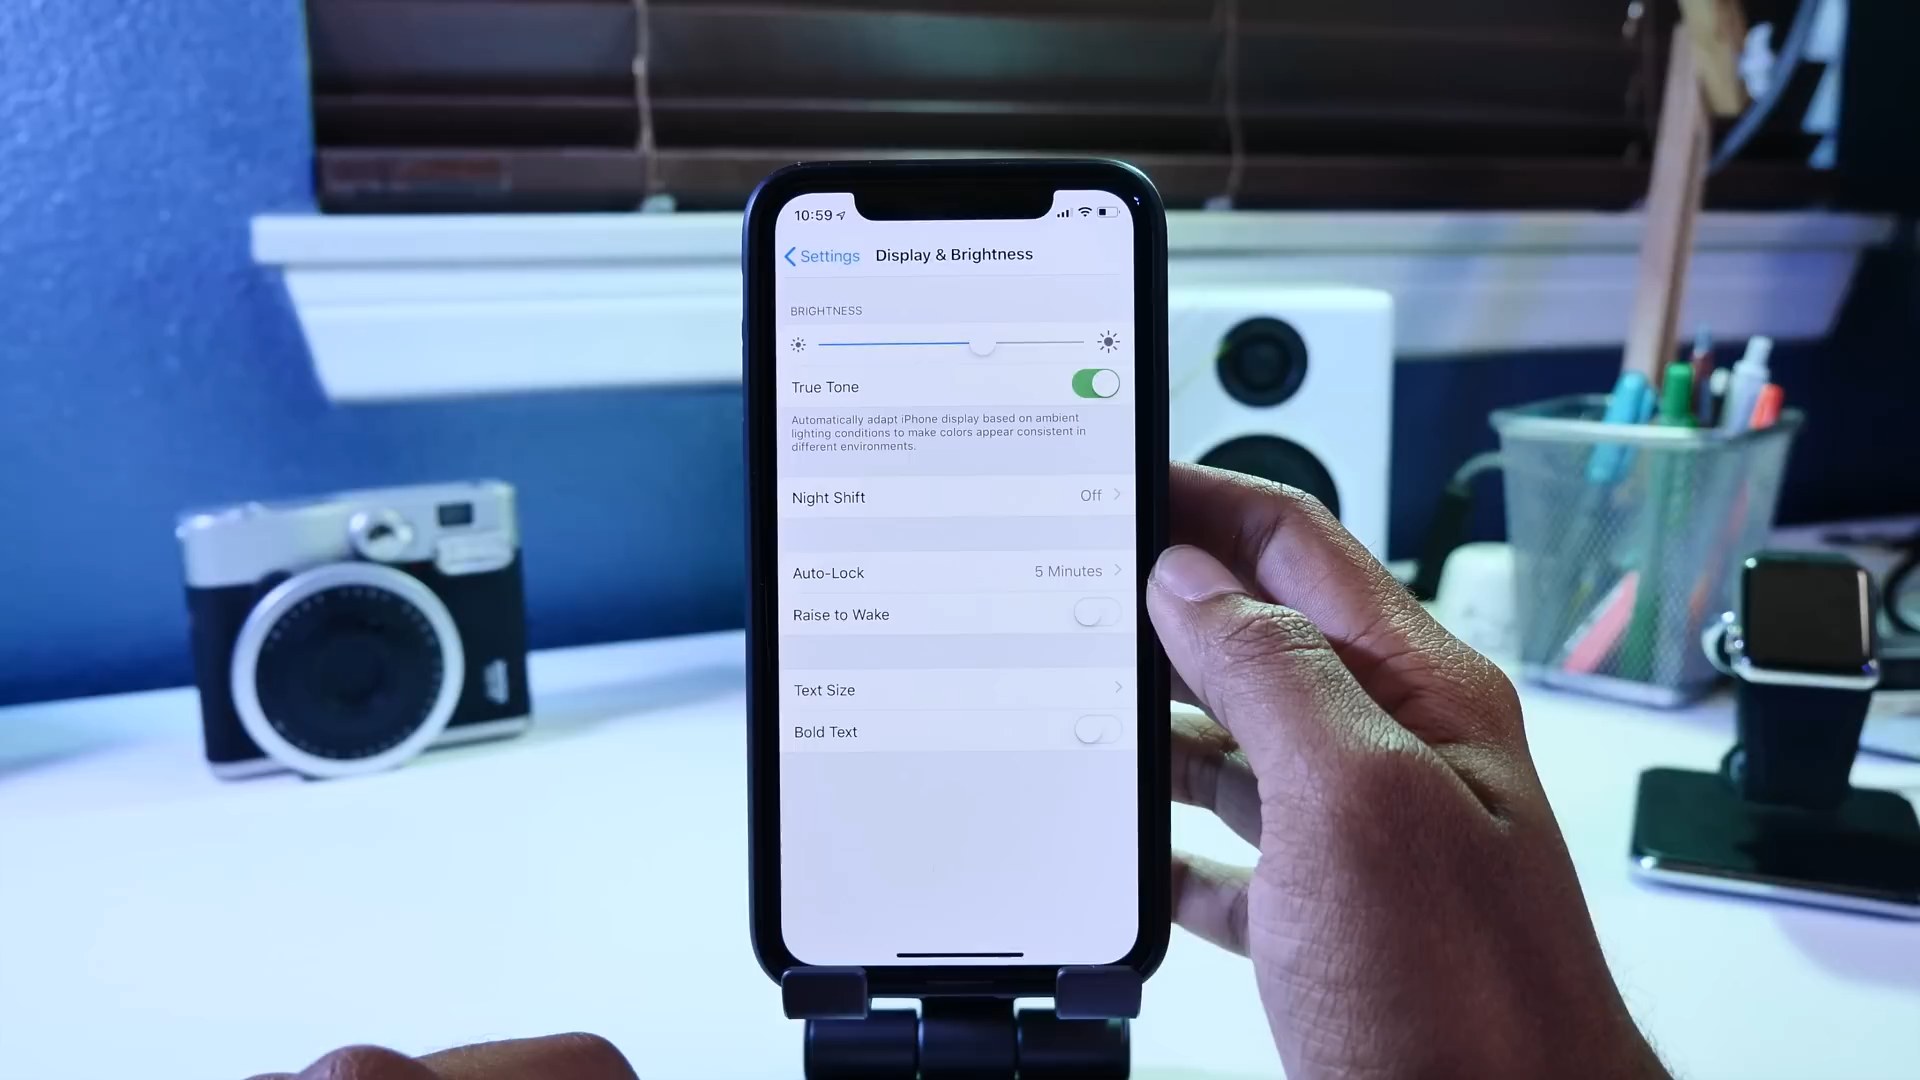 10:59
Settings
Display & Brightness
BRIGHTNESS
True Tone
Automatically adapt iPhone display based on ambient
lighting conditions to make colors appear consistent in
different environments.
Night Shift Off
Auto-Lock 5 Minutes
Raise to Wake
Text Size
Bold Text